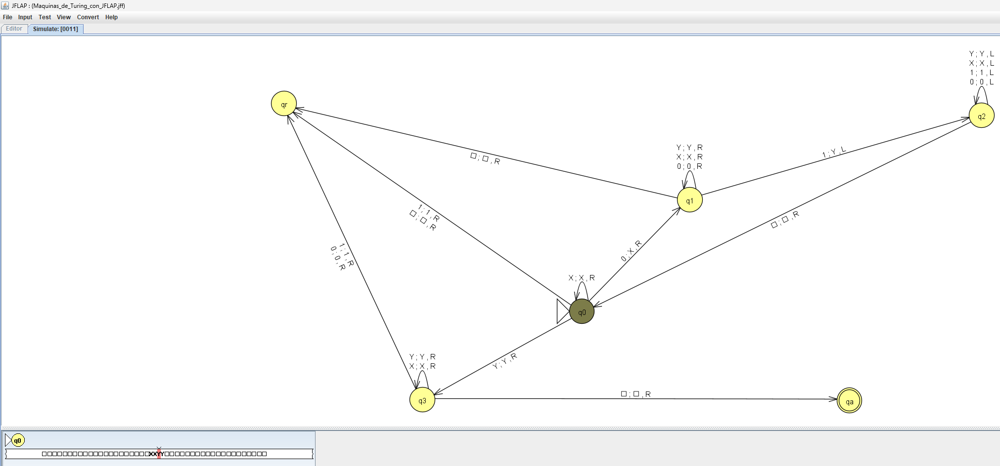 JFLAP : (Maquinas_de_Turing_con_JFLAP.jff)
File Input Test View Convert Help
Editor Simulate: [0011]
Y ; Y , L
X ; X , L
1 ; 1 , L
0 ; 0 , L
qr
q2
Y ; Y , R
X ; X , R
0 ; 0 , R
□ ; □ , R
1 ; Y , L
q1
1 ; 1 , R
□ ; □ , R
□ ; □ , R
1 ; 1 , R
0 ; 0 , R
0 ; X , R
X ; X , R
q0
Y ; Y , R
X ; X , R
Y ; Y , R
□ ; □ , R
q3
qa
q0
□□□□□□□□□□□□□□□□□□□□□XXYY□□□□□□□□□□□□□□□□□□□□